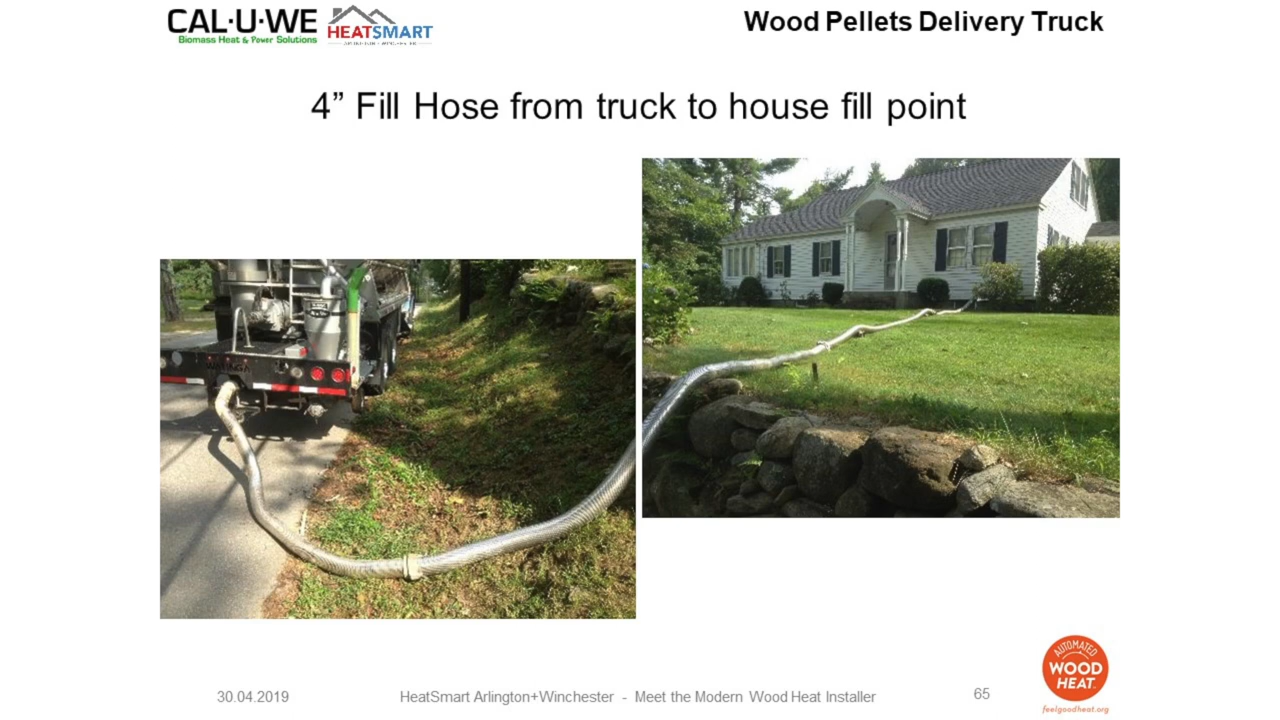 CAL·U·WE
Biomass Heat & Power Solutions
HEATSMART
ARLINGTON + WINCHESTER
Wood Pellets Delivery Truck
4” Fill Hose from truck to house fill point
AUTOMATED
WOOD
HEAT.
feelgoodheat.org
30.04.2019
HeatSmart Arlington+Winchester - Meet the Modern Wood Heat Installer
65